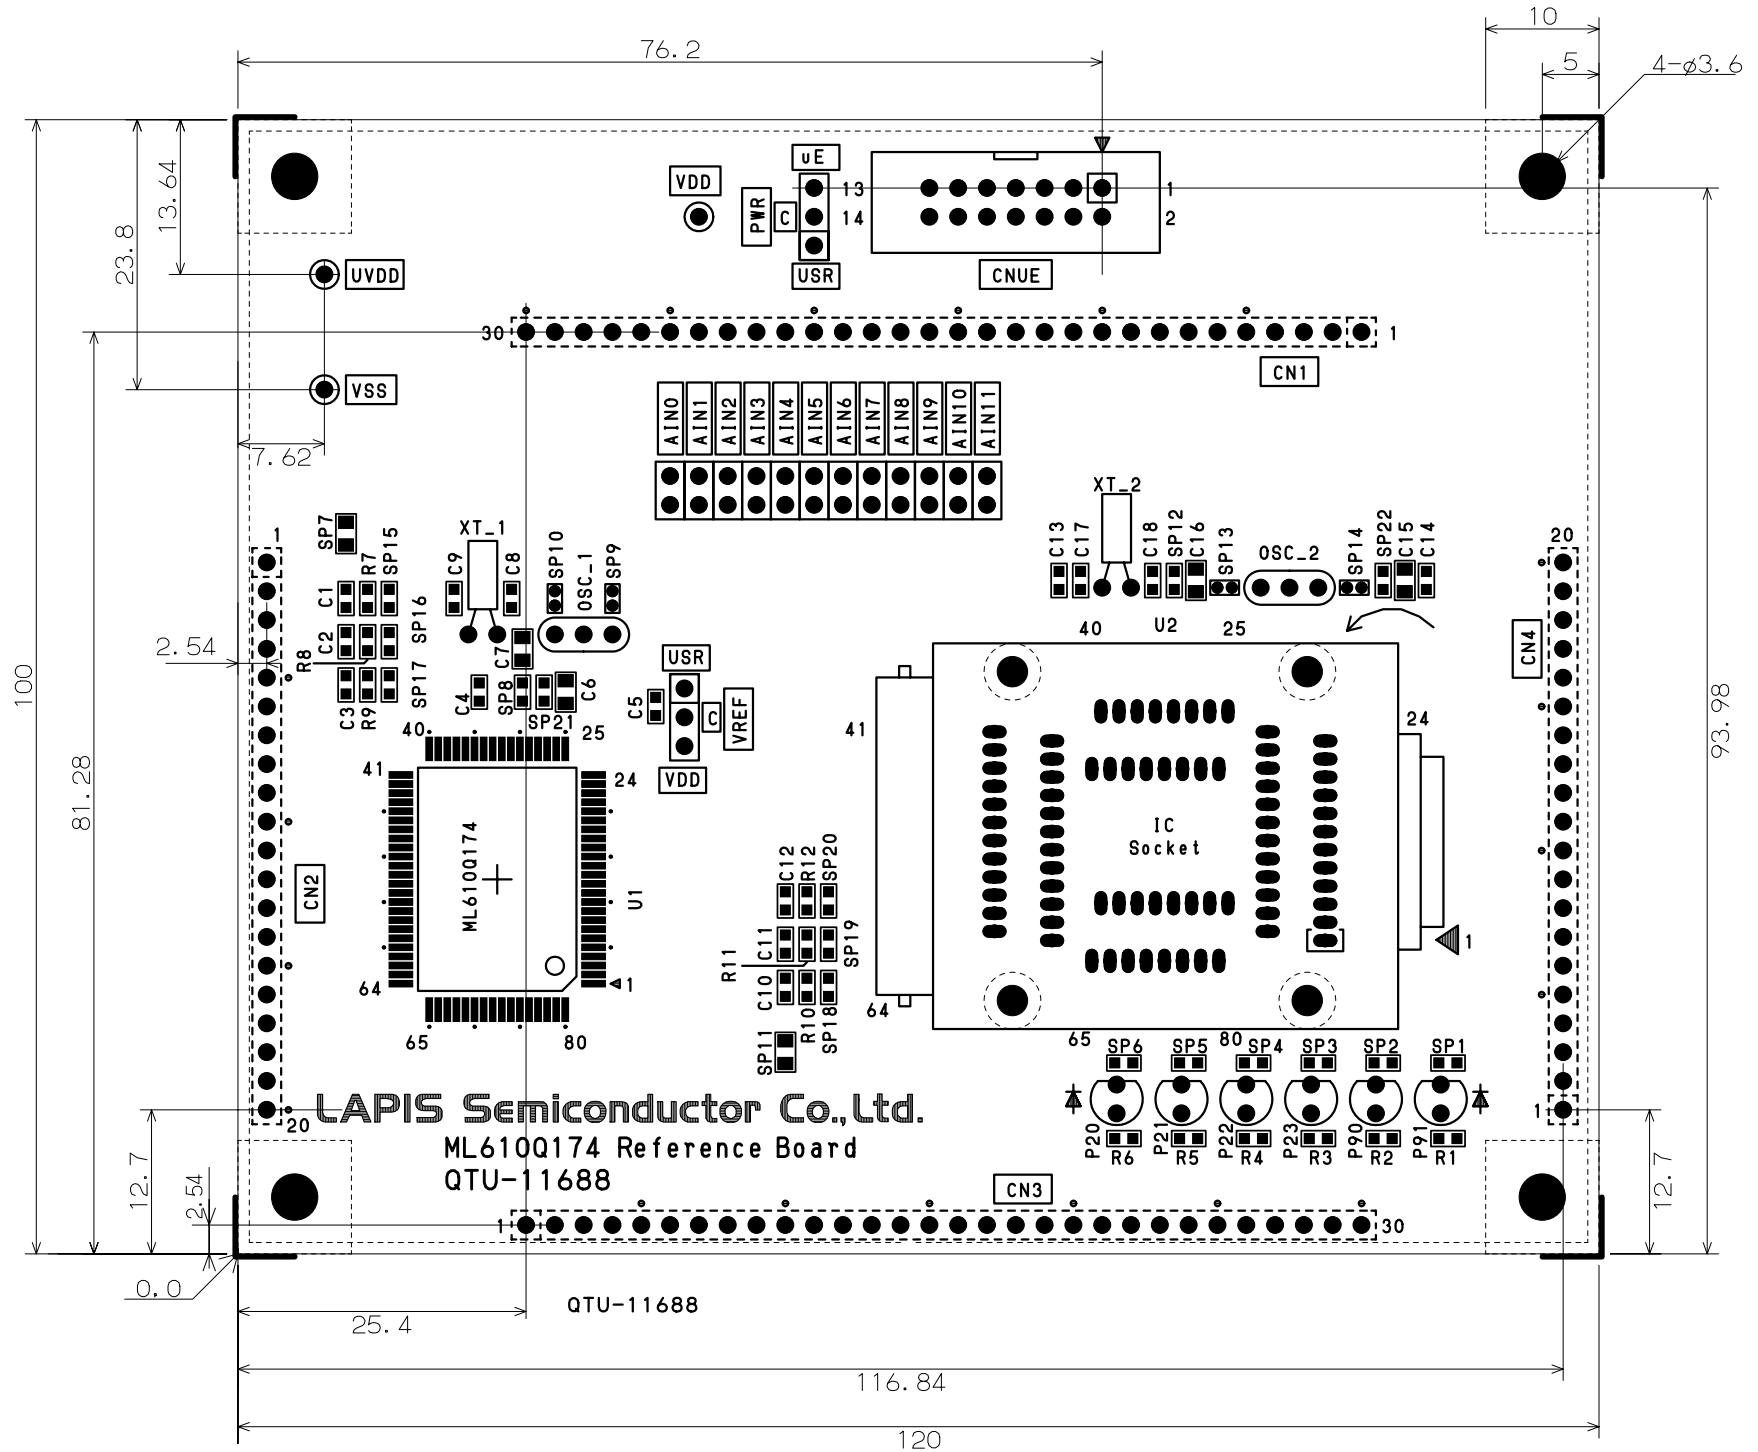 10
76.2
5
4-ø3.6
uE
VDD
13
1
PWR
C
14
2
13.64
23.8
UVDD
USR
CNUE
30
1
CN1
VSS
AIN0
AIN1
AIN2
AIN3
AIN4
AIN5
AIN6
AIN7
AIN8
AIN9
AIN10
AIN11
7.62
XT_2
SP7
1
XT_1
C13
C17
C18
SP12
C16
SP13
OSC_2
SP14
SP22
C15
C14
20
R7
SP15
C9
C8
SP10
OSC_1
SP9
C1
SP16
40
U2
25
2.54
C2
R8
C7
USR
CN4
100
SP17
C4
SP8
C6
C5
C
VREF
93.98
C3
R9
SP21
40
25
41
24
41
24
VDD
81.28
IC
Socket
ML610Q174
C12
R12
SP20
CN2
U1
C11
SP19
R11
1
64
1
C10
R10
SP18
64
65
80
SP11
65
80
SP6
SP5
SP4
SP3
SP2
SP1
LAPIS Semiconductor Co.,Ltd.
1
20
ML610Q174 Reference Board
P20
P21
P22
P23
P90
P91
R6
R5
R4
R3
R2
R1
QTU-11688
12.7
2.54
CN3
12.7
1
30
0.0
QTU-11688
25.4
116.84
120